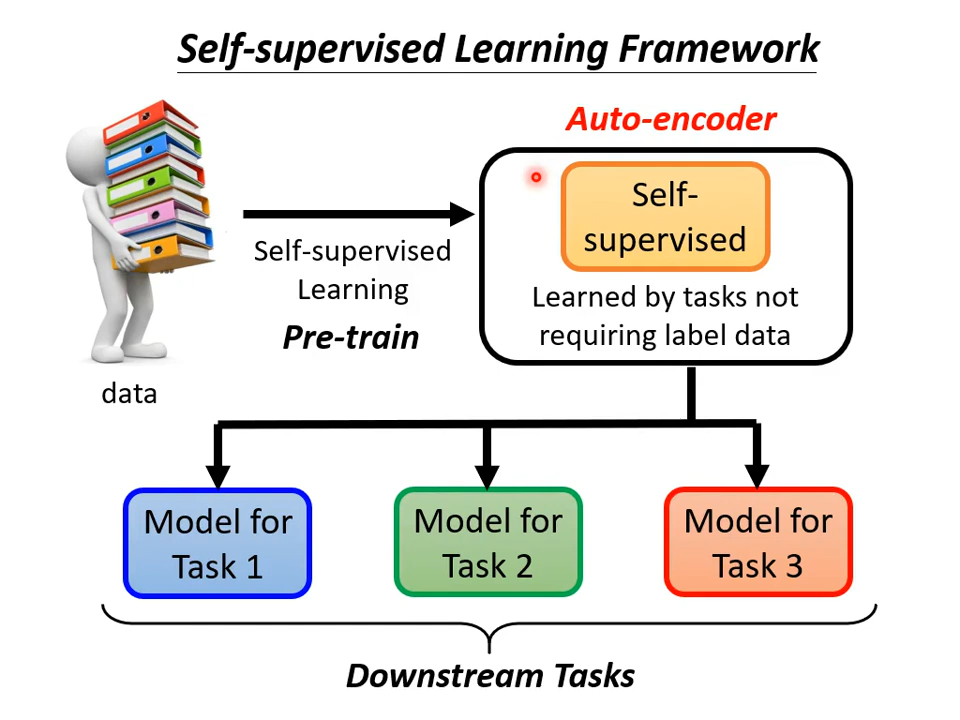 Self-supervised Learning Framework
Auto-encoder
Self-
supervised
Learned by tasks not
requiring label data
Self-supervised
Learning
Pre-train
data
Model for
Task 1
Model for
Task 2
Model for
Task 3
Downstream Tasks